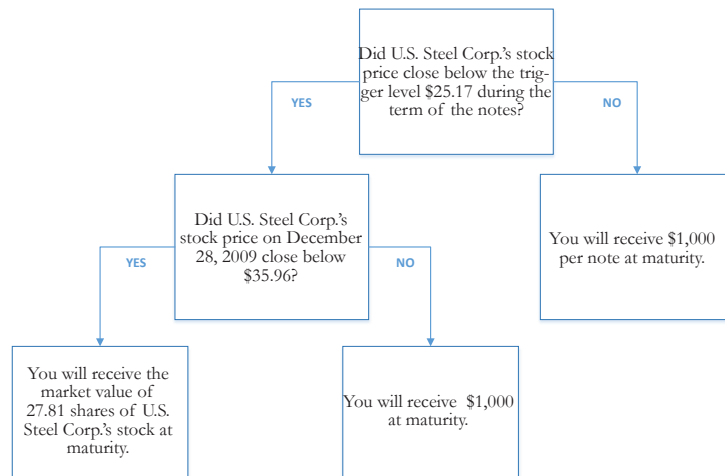 Did U.S. Steel Corp.'s stock
price close below the trig-
ger level $25.17 during the
term of the notes?
YES
NO
Did U.S. Steel Corp.'s
stock price on December
28, 2009 close below
$35.96?
You will receive $1,000
per note at maturity.
YES
NO
You will receive the
market value of
27.81 shares of U.S.
Steel Corp.'s stock at
maturity.
You will receive $1,000
at maturity.